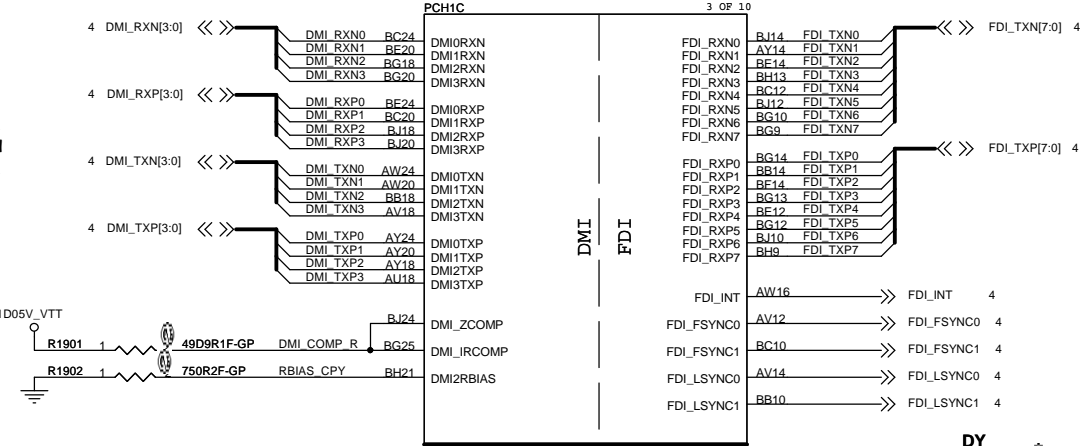 PCH1C 3 OF 10
4 DMI_RXN[3:0]
DMI_RXN0 BC24 DMI0RXN
DMI_RXN1 BE20 DMI1RXN
DMI_RXN2 BG18 DMI2RXN
DMI_RXN3 BG20 DMI3RXN
4 DMI_RXP[3:0]
DMI_RXP0 BE24 DMI0RXP
DMI_RXP1 BC20 DMI1RXP
DMI_RXP2 BJ18 DMI2RXP
DMI_RXP3 BJ20 DMI3RXP
4 DMI_TXN[3:0]
DMI_TXN0 AW24 DMI0TXN
DMI_TXN1 AW20 DMI1TXN
DMI_TXN2 BB18 DMI2TXN
DMI_TXN3 AV18 DMI3TXN
4 DMI_TXP[3:0]
DMI_TXP0 AY24 DMI0TXP
DMI_TXP1 AY20 DMI1TXP
DMI_TXP2 AY18 DMI2TXP
DMI_TXP3 AU18 DMI3TXP
1D05V_VTT
BJ24 DMI_ZCOMP
R1901 1 2 49D9R1F-GP DMI_COMP_R BG25 DMI_IRCOMP
R1902 1 2 750R2F-GP RBIAS_CPY BH21 DMI2RBIAS
DMI
FDI
FDI_TXN[7:0] 4
FDI_RXN0 BJ14 FDI_TXN0
FDI_RXN1 AY14 FDI_TXN1
FDI_RXN2 BE14 FDI_TXN2
FDI_RXN3 BH13 FDI_TXN3
FDI_RXN4 BC12 FDI_TXN4
FDI_RXN5 BJ12 FDI_TXN5
FDI_RXN6 BG10 FDI_TXN6
FDI_RXN7 BG9 FDI_TXN7
FDI_TXP[7:0] 4
FDI_RXP0 BG14 FDI_TXP0
FDI_RXP1 BB14 FDI_TXP1
FDI_RXP2 BF14 FDI_TXP2
FDI_RXP3 BG13 FDI_TXP3
FDI_RXP4 BE12 FDI_TXP4
FDI_RXP5 BG12 FDI_TXP5
FDI_RXP6 BJ10 FDI_TXP6
FDI_RXP7 BH9 FDI_TXP7
FDI_INT AW16 FDI_INT 4
FDI_FSYNC0 AV12 FDI_FSYNC0 4
FDI_FSYNC1 BC10 FDI_FSYNC1 4
FDI_LSYNC0 AV14 FDI_LSYNC0 4
FDI_LSYNC1 BB10 FDI_LSYNC1 4
DY